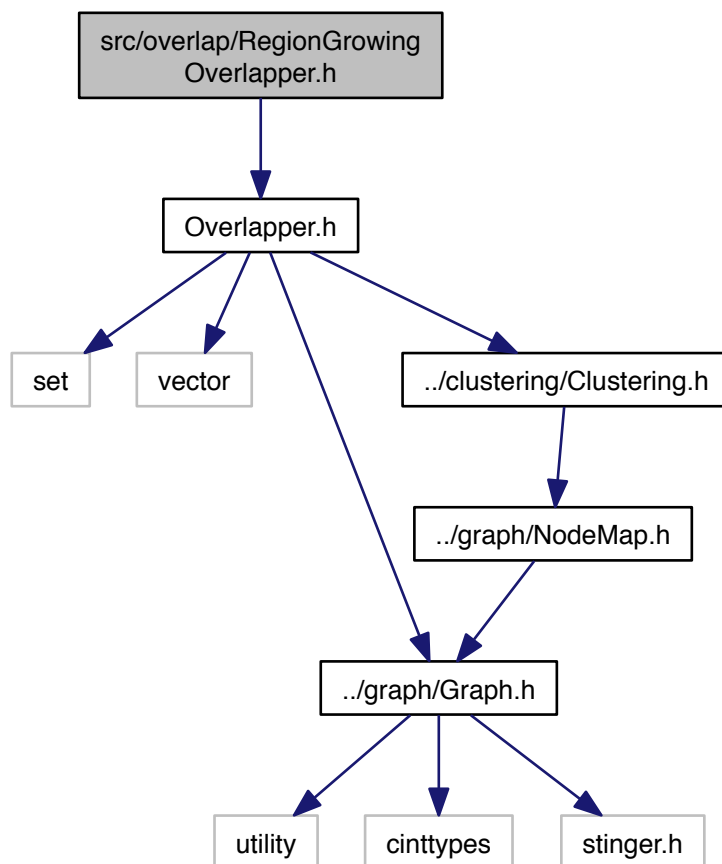 src/overlap/RegionGrowing
Overlapper.h
Overlapper.h
set
vector
../clustering/Clustering.h
../graph/NodeMap.h
../graph/Graph.h
utility
cinttypes
stinger.h